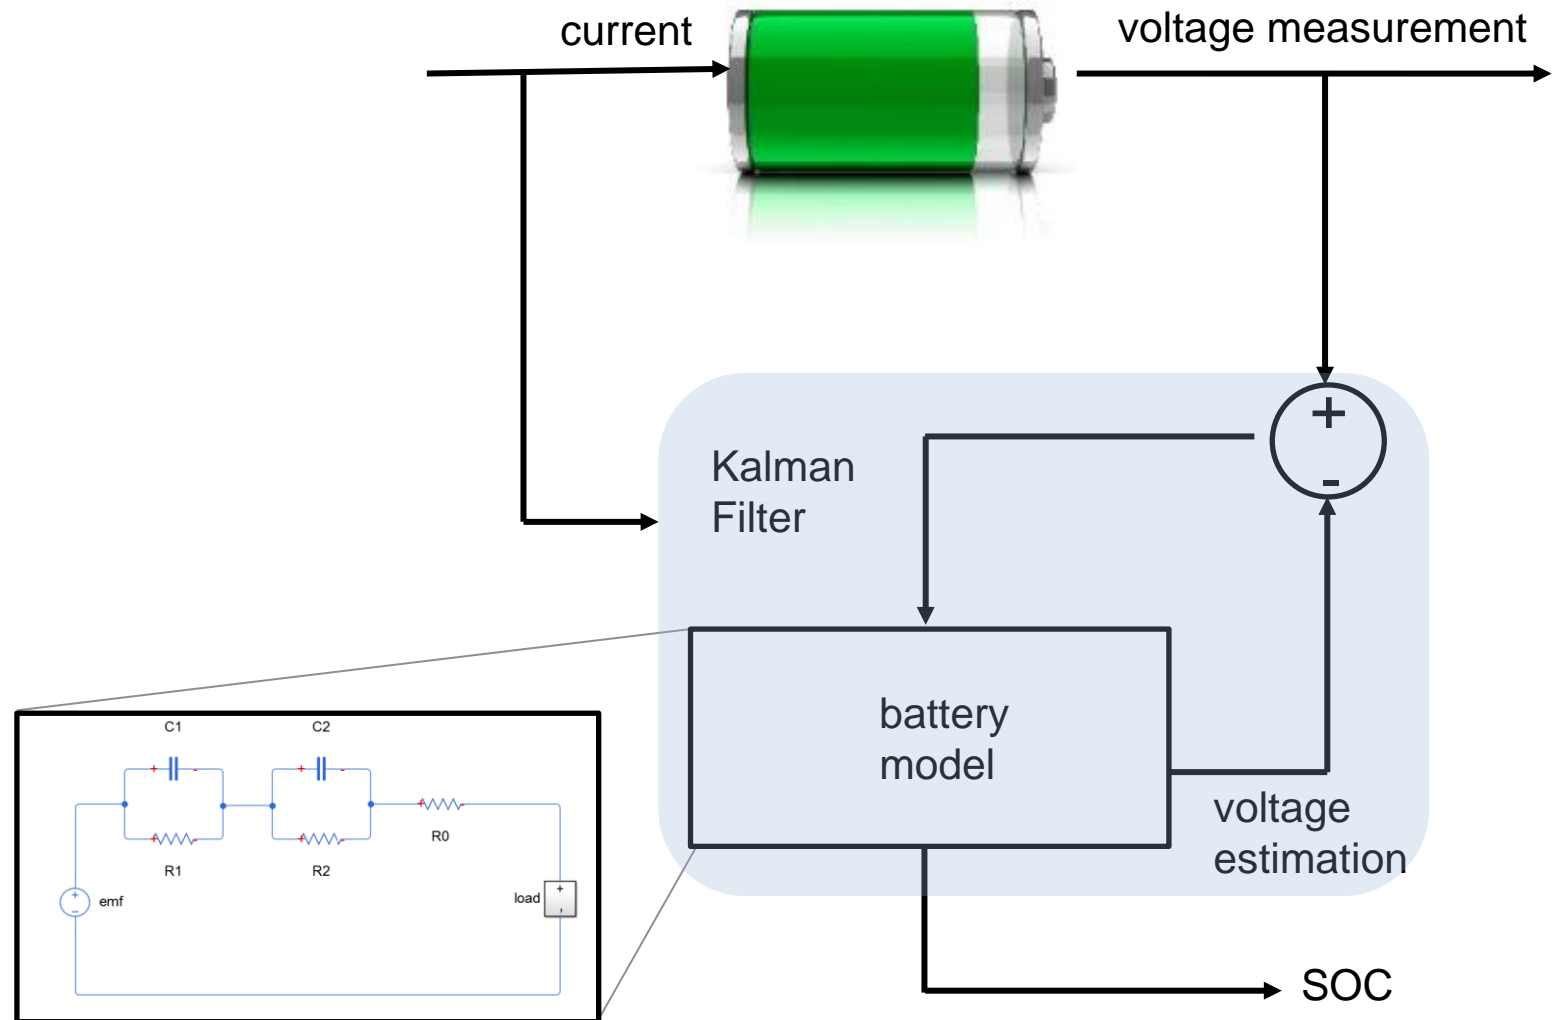 current
voltage measurement
+
-
Kalman
Filter
battery
model
voltage
estimation
SOC
C1
C2
+ -
+ -
+ -
+ -
+ -
R1
R2
R0
emf
+
−
load
+
-